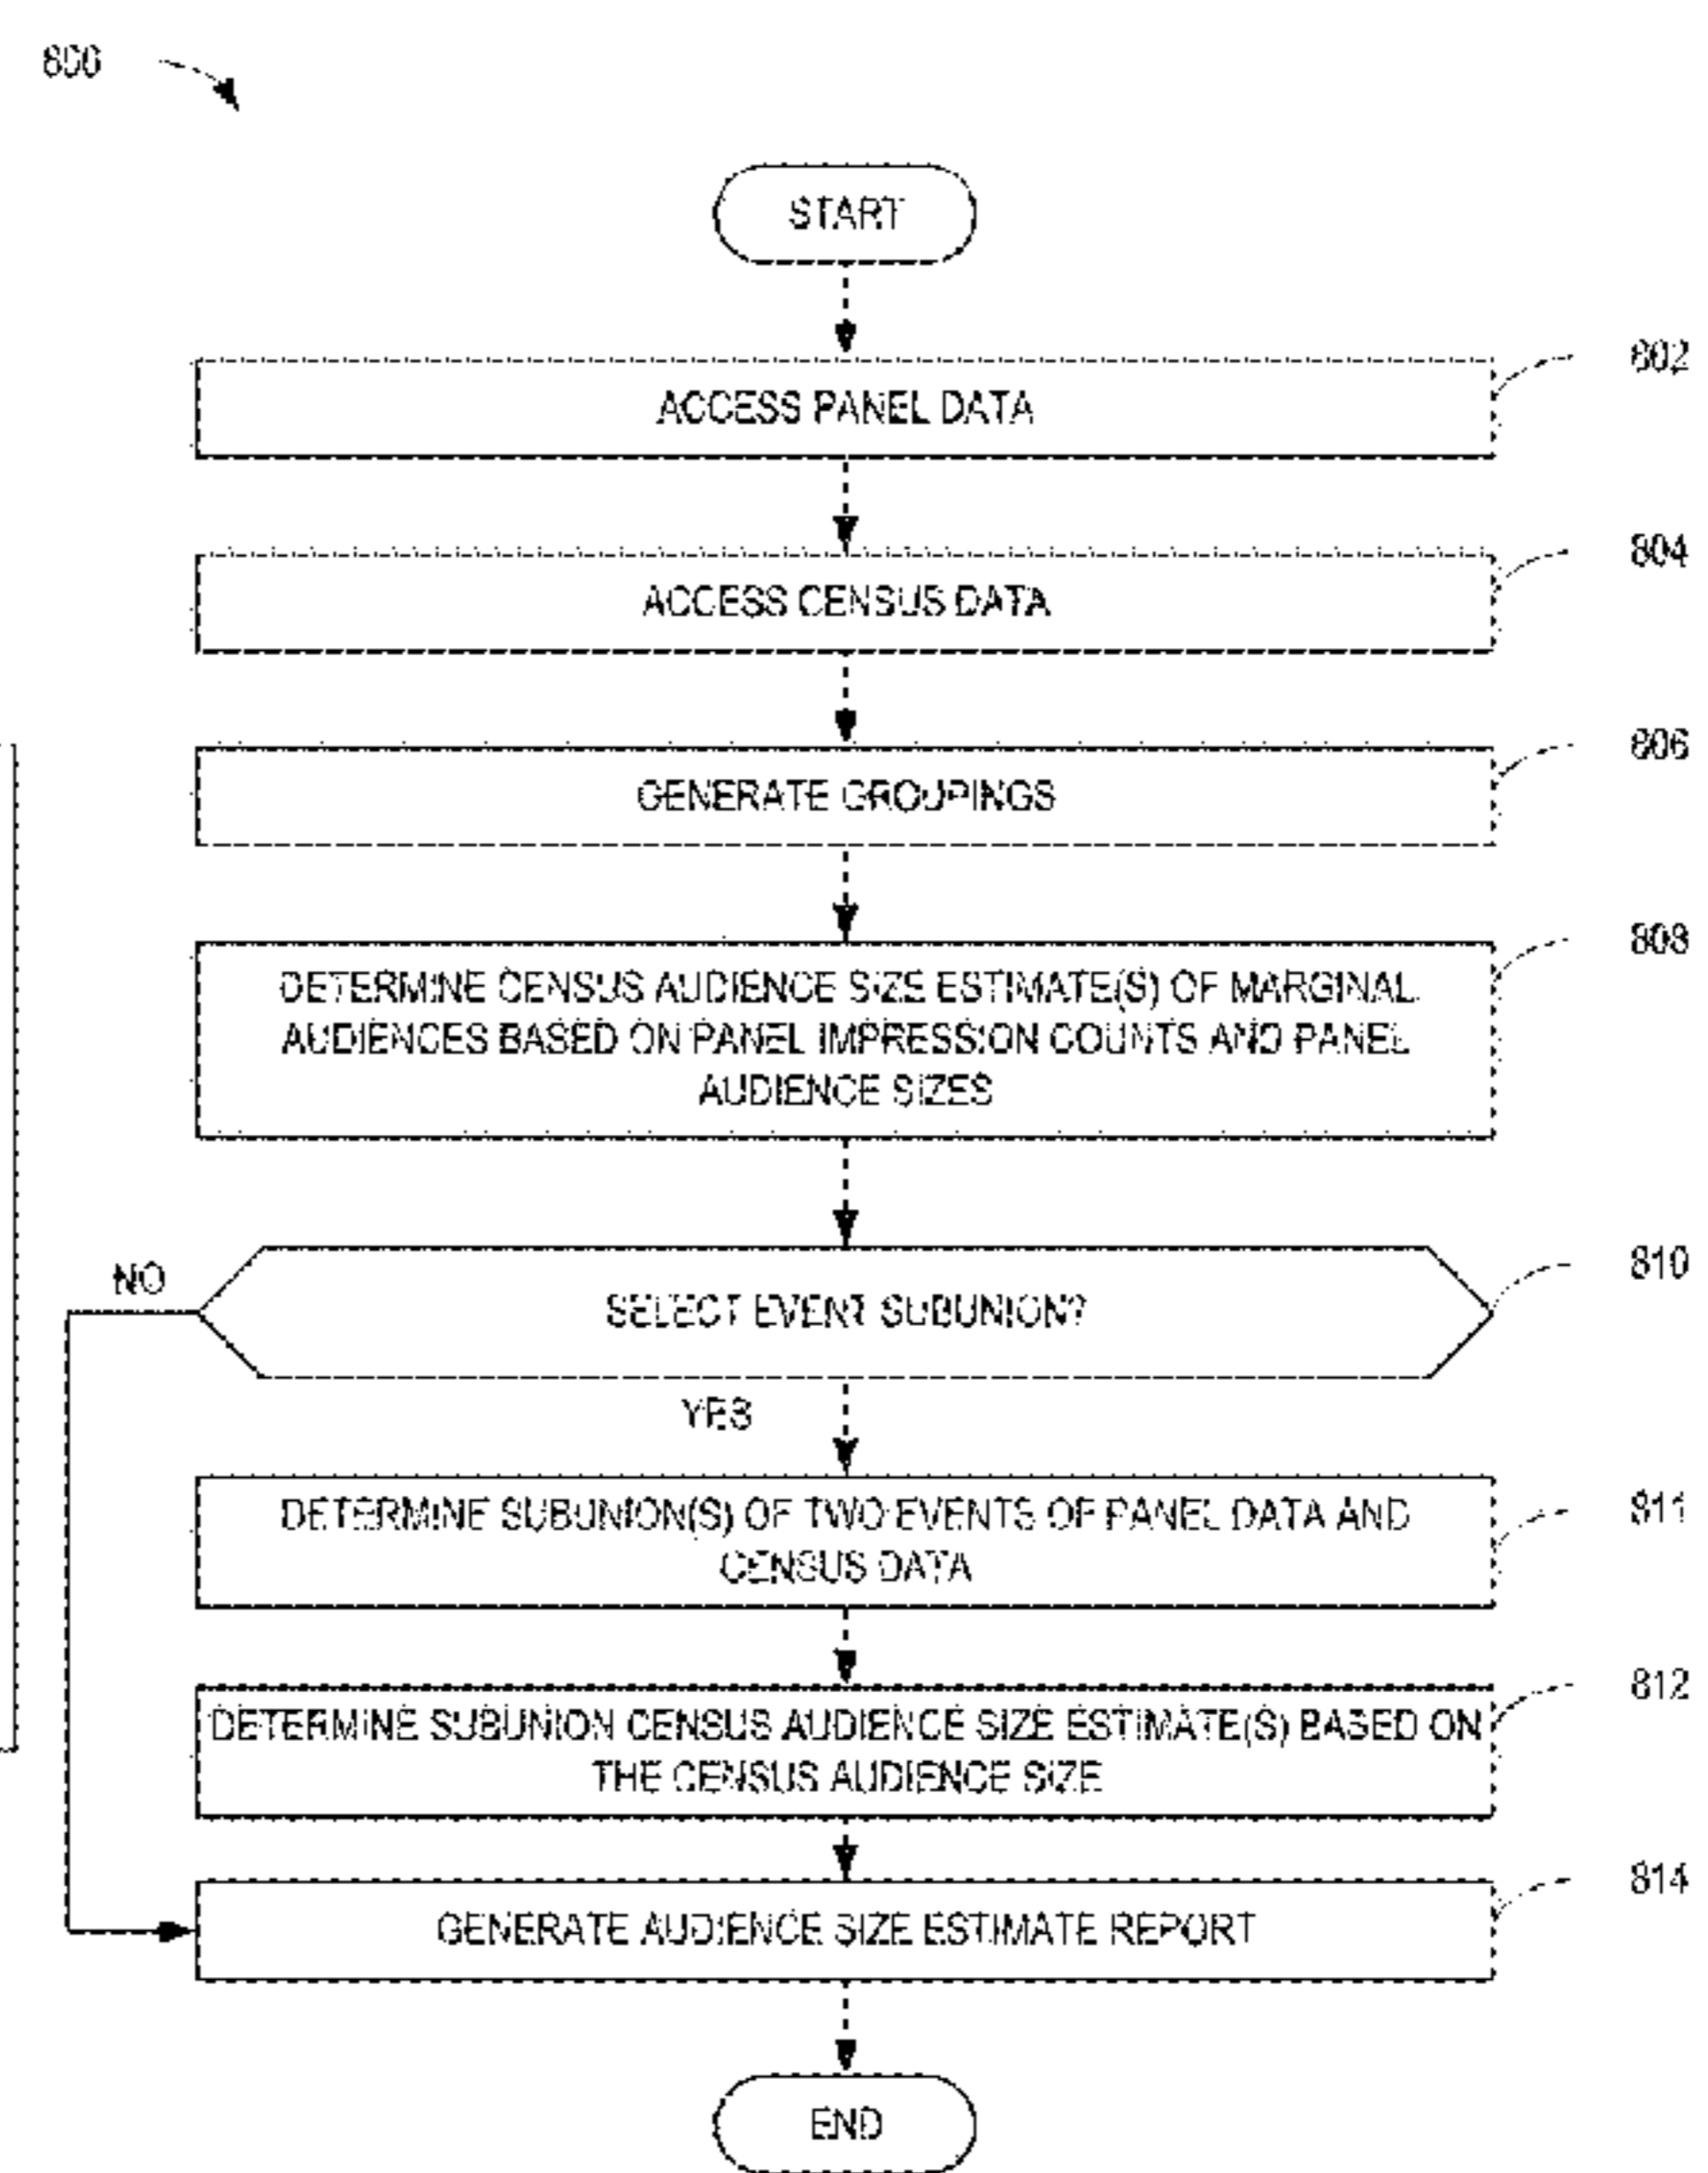 800
START
802
ACCESS PANEL DATA
804
ACCESS CENSUS DATA
806
GENERATE GROUPINGS
808
DETERMINE CENSUS AUDIENCE SIZE ESTIMATE(S) OF MARGINAL
AUDIENCES BASED ON PANEL IMPRESSION COUNTS AND PANEL
AUDIENCE SIZES
810
NO
SELECT EVENT SUBUNION?
YES
811
DETERMINE SUBUNION(S) OF TWO EVENTS OF PANEL DATA AND
CENSUS DATA
812
DETERMINE SUBUNION CENSUS AUDIENCE SIZE ESTIMATE(S) BASED ON
THE CENSUS AUDIENCE SIZE
814
GENERATE AUDIENCE SIZE ESTIMATE REPORT
END